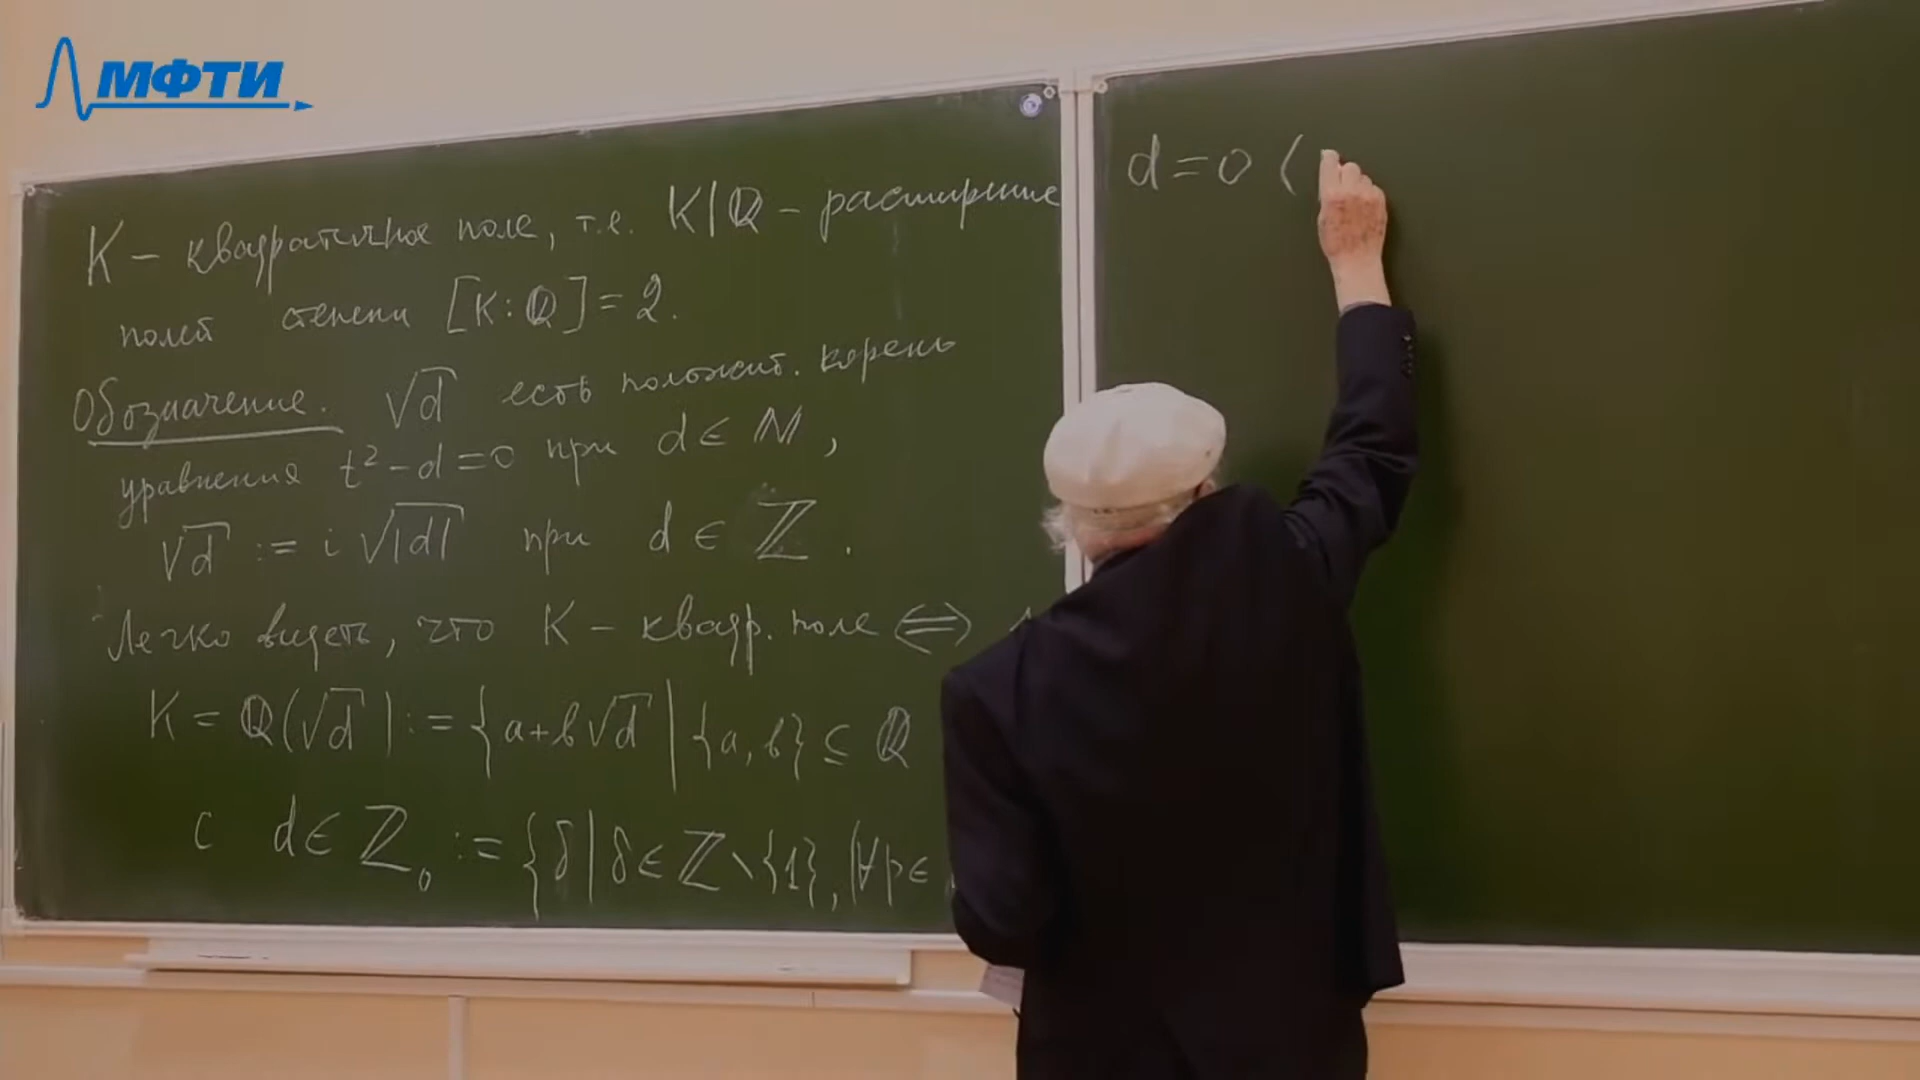 МФТИ
K – квадратичное поле, т.е. K|ℚ – расширение
полей степени [K:ℚ]=2.
Обозначение. √d есть положит. корень
уравнения t²-d=0 при d∈ℕ,
√d := i√|d| при d∈ℤ.
Легко видеть, что K – квадр. поле ⟺
K = ℚ(√d) := {a+b√d | {a,b}⊆ℚ
с d∈ℤ₀ := {δ|δ∈ℤ\{1}, (∀p∈
d=0 (